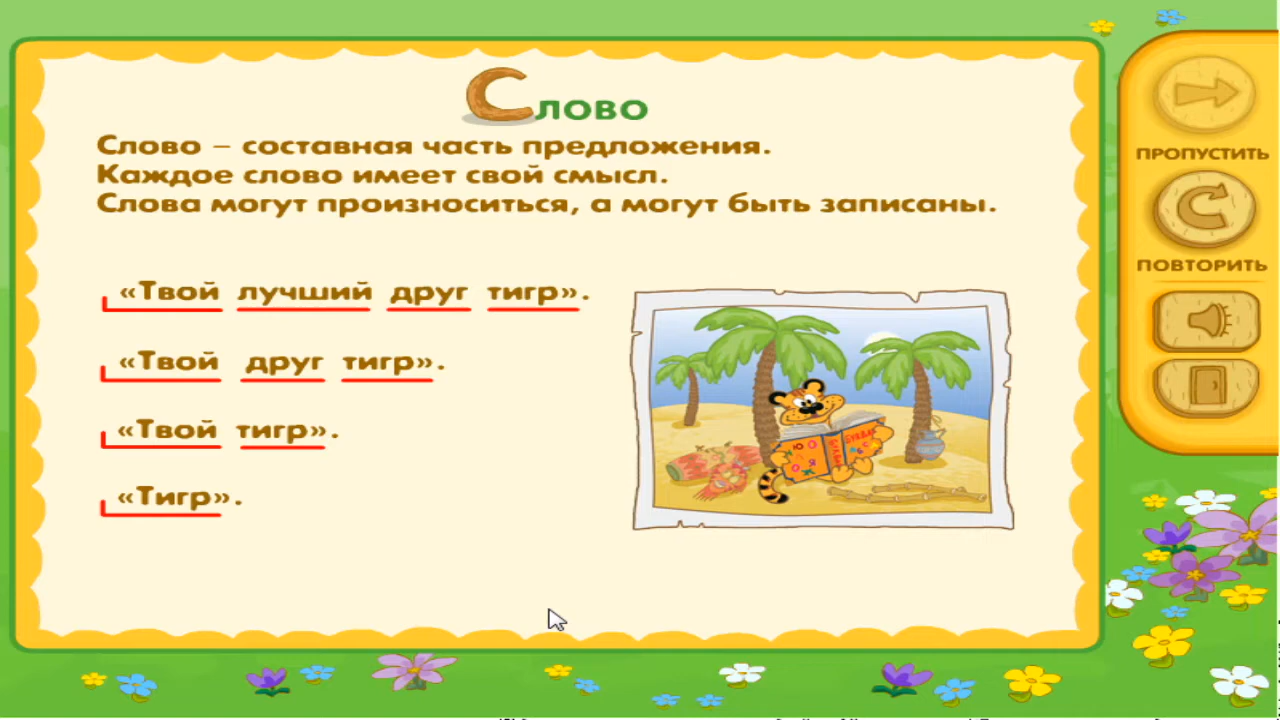 Слово
Слово – составная часть предложения.
Каждое слово имеет свой смысл.
Слова могут произноситься, а могут быть записаны.
«Твой лучший друг тигр».
«Твой друг тигр».
«Твой тигр».
«Тигр».
ПРОПУСТИТЬ
ПОВТОРИТЬ